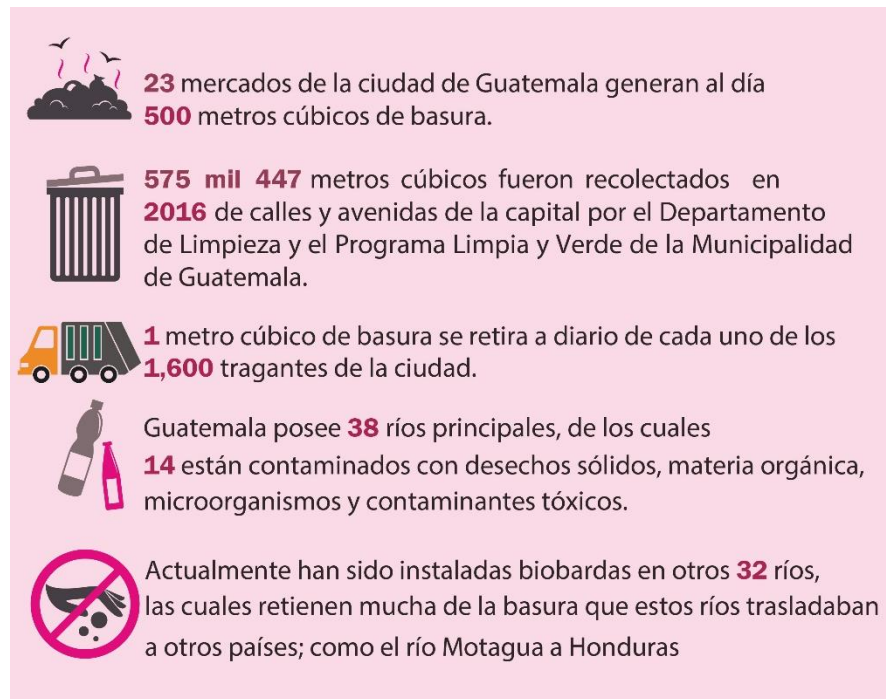 23 mercados de la ciudad de Guatemala generan al día
500 metros cúbicos de basura.
575 mil 447 metros cúbicos fueron recolectados en
2016 de calles y avenidas de la capital por el Departamento
de Limpieza y el Programa Limpia y Verde de la Municipalidad
de Guatemala.
1 metro cúbico de basura se retira a diario de cada uno de los
1,600 tragantes de la ciudad.
Guatemala posee 38 ríos principales, de los cuales
14 están contaminados con desechos sólidos, materia orgánica,
microorganismos y contaminantes tóxicos.
Actualmente han sido instaladas biobardas en otros 32 ríos,
las cuales retienen mucha de la basura que estos ríos trasladaban
a otros países; como el río Motagua a Honduras